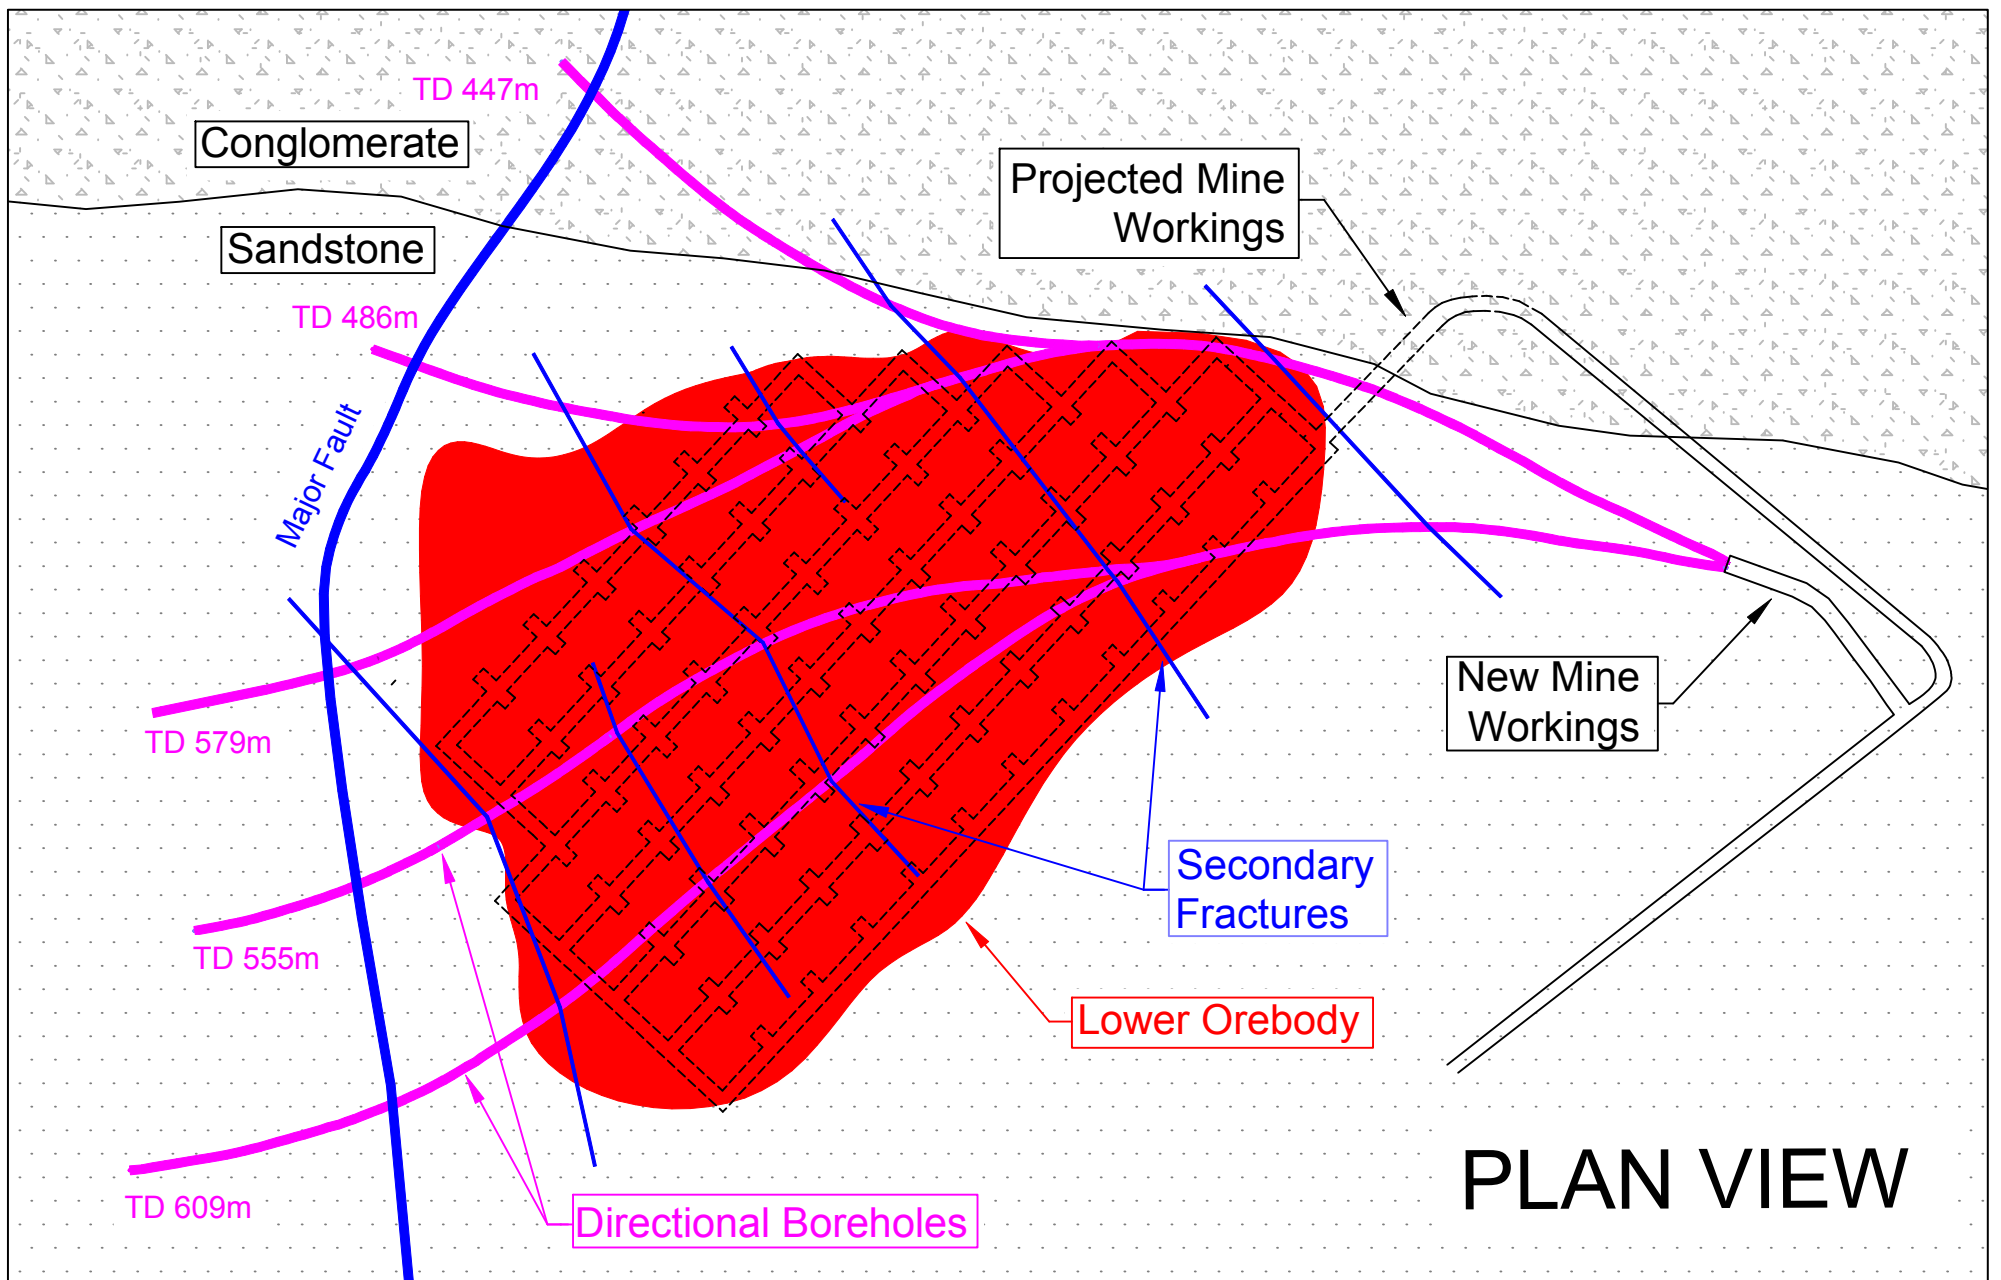 TD 447m
Conglomerate
Projected Mine
Workings
Sandstone
TD 486m
Major Fault
New Mine
Workings
TD 579m
Secondary
Fractures
TD 555m
Lower Orebody
PLAN VIEW
TD 609m
Directional Boreholes